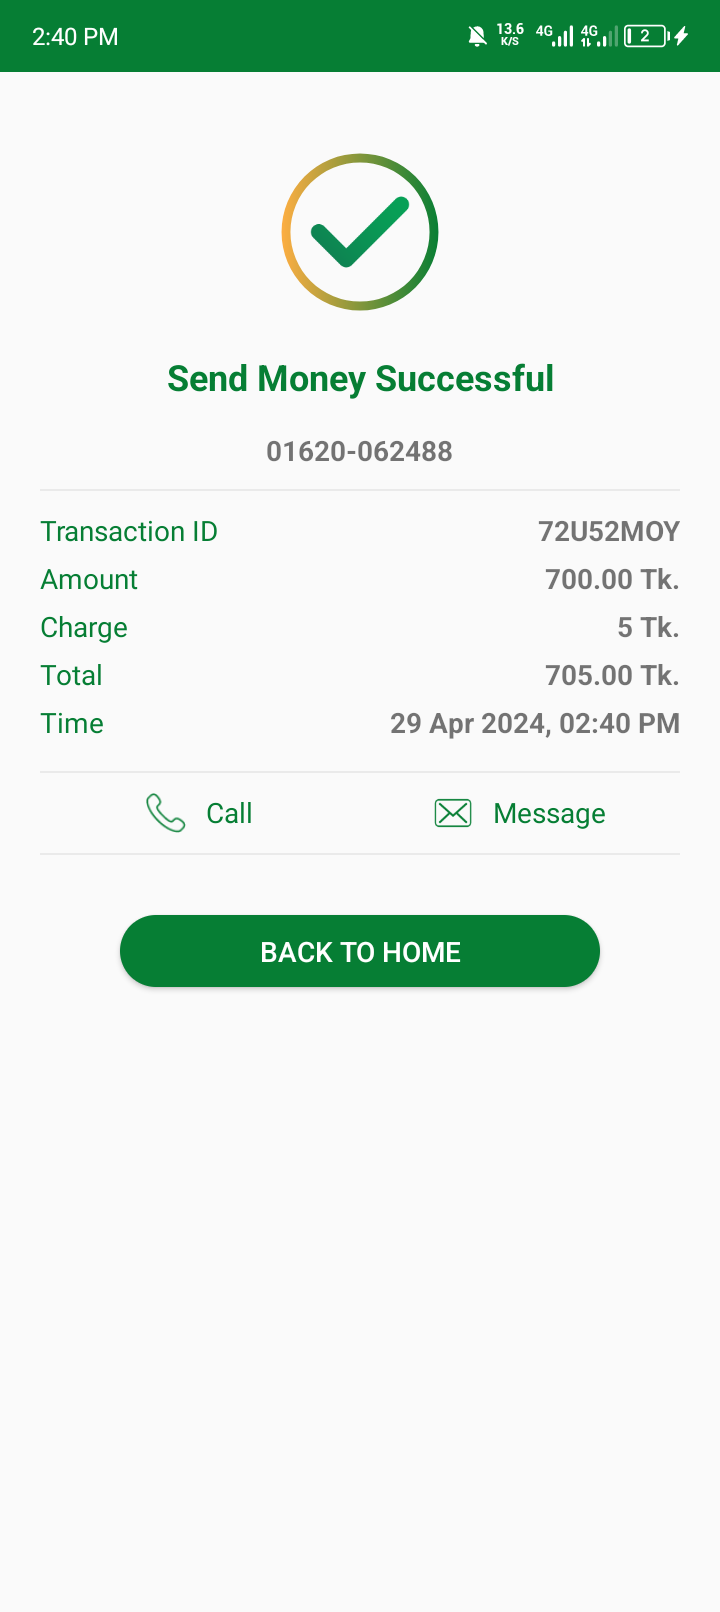 2:40 PM 13.6 K/S 4G 4G 2
Send Money Successful
01620-062488
Transaction ID 72U52MOY
Amount 700.00 Tk.
Charge 5 Tk.
Total 705.00 Tk.
Time 29 Apr 2024, 02:40 PM
Call Message
BACK TO HOME